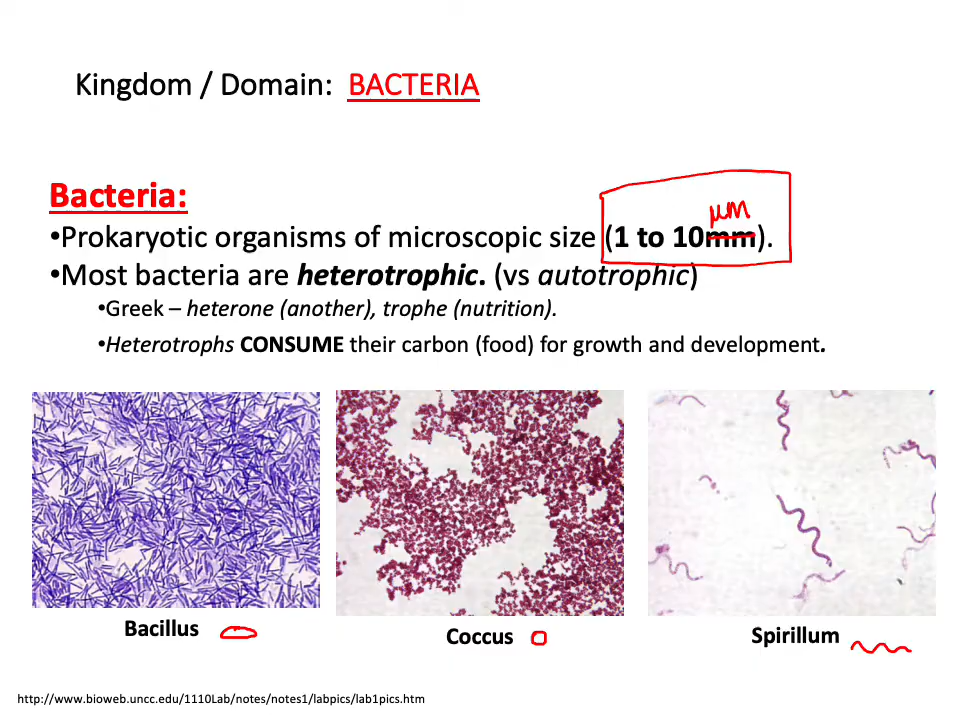 Kingdom / Domain: BACTERIA
Bacteria:
•Prokaryotic organisms of microscopic size (1 to 10mm).
µm
•Most bacteria are heterotrophic. (vs autotrophic)
•Greek – heterone (another), trophe (nutrition).
•Heterotrophs CONSUME their carbon (food) for growth and development.
Bacillus
Coccus
Spirillum
http://www.bioweb.uncc.edu/1110Lab/notes/notes1/labpics/lab1pics.htm